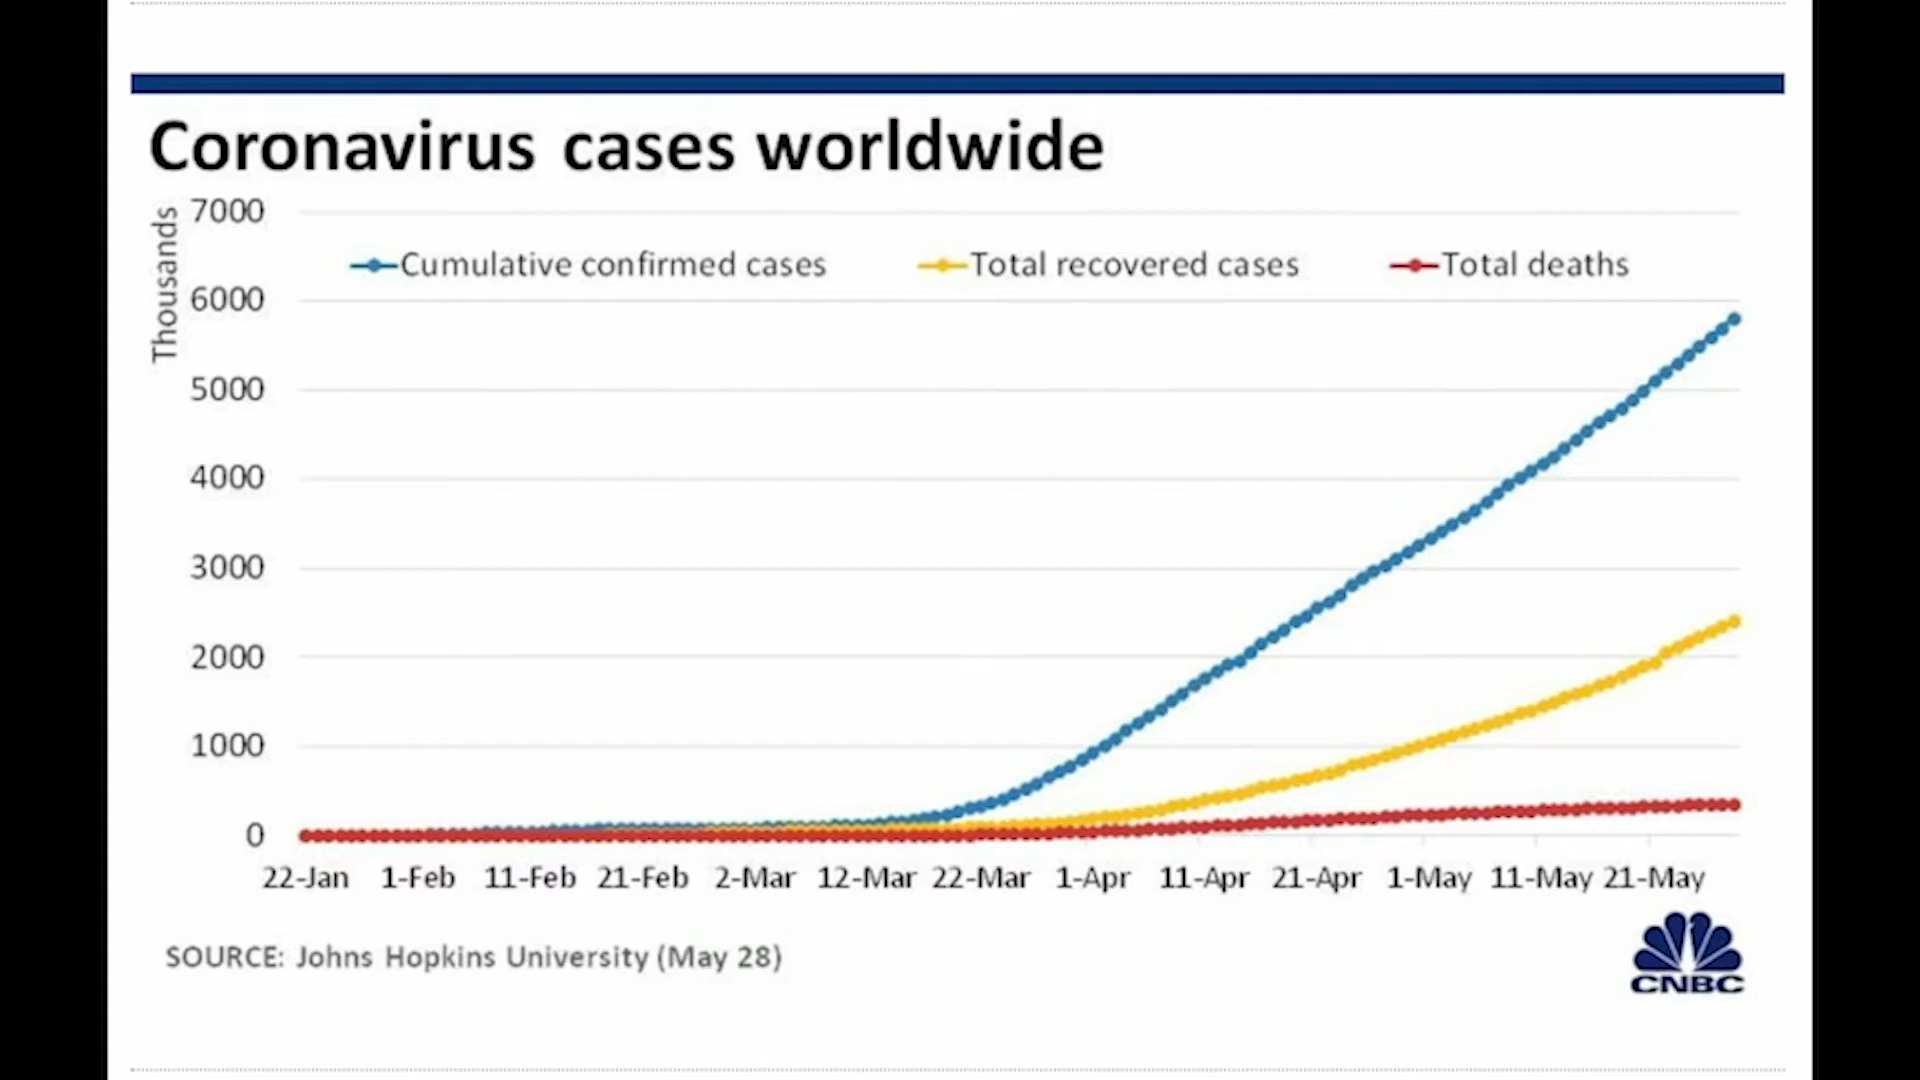 Coronavirus cases worldwide
Thousands
7000
Cumulative confirmed cases Total recovered cases Total deaths
6000
5000
4000
3000
2000
1000
0
22-Jan 1-Feb 11-Feb 21-Feb 2-Mar 12-Mar 22-Mar 1-Apr 11-Apr 21-Apr 1-May 11-May 21-May
SOURCE: Johns Hopkins University (May 28)
CNBC